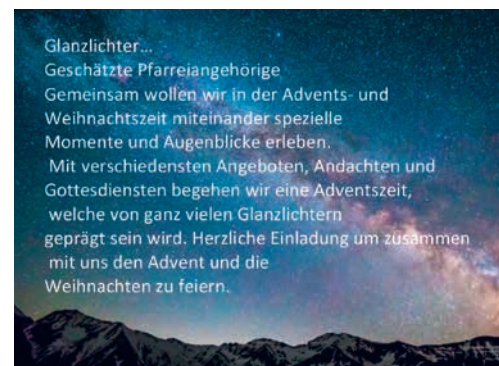 Glanzlichter...
Geschätzte Pfarreiangehörige
Gemeinsam wollen wir in der Advents- und
Weihnachtszeit miteinander spezielle
Momente und Augenblicke erleben.
Mit verschiedensten Angeboten, Andachten und
Gottesdiensten begehen wir eine Adventszeit,
welche von ganz vielen Glanzlichtern
geprägt sein wird. Herzliche Einladung um zusammen
mit uns den Advent und die
Weihnachten zu feiern.